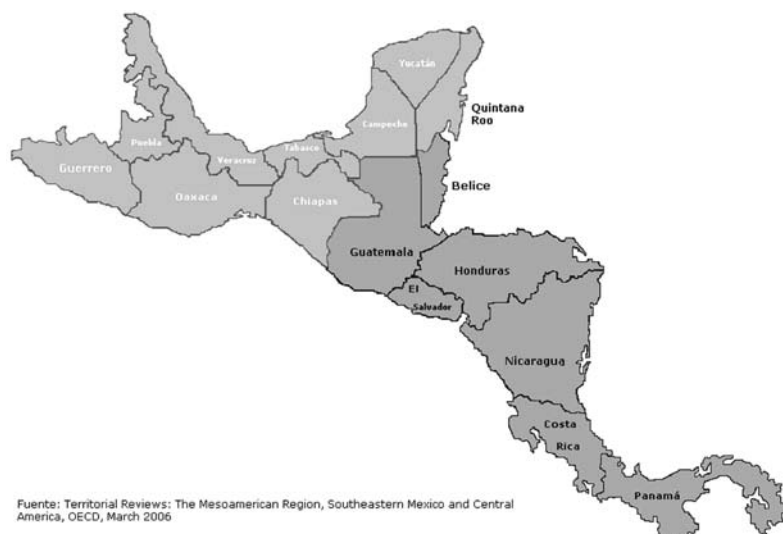 Yucatán
Quintana
Roo
Campeche
Puebla
Tabasco
Veracruz
Guerrero
Oaxaca
Chiapas
Belice
Guatemala
Honduras
El
Salvador
Nicaragua
Costa
Rica
Panamá
Fuente: Territorial Reviews: The Mesoamerican Region, Southeastern Mexico and Central
America, OECD, March 2006